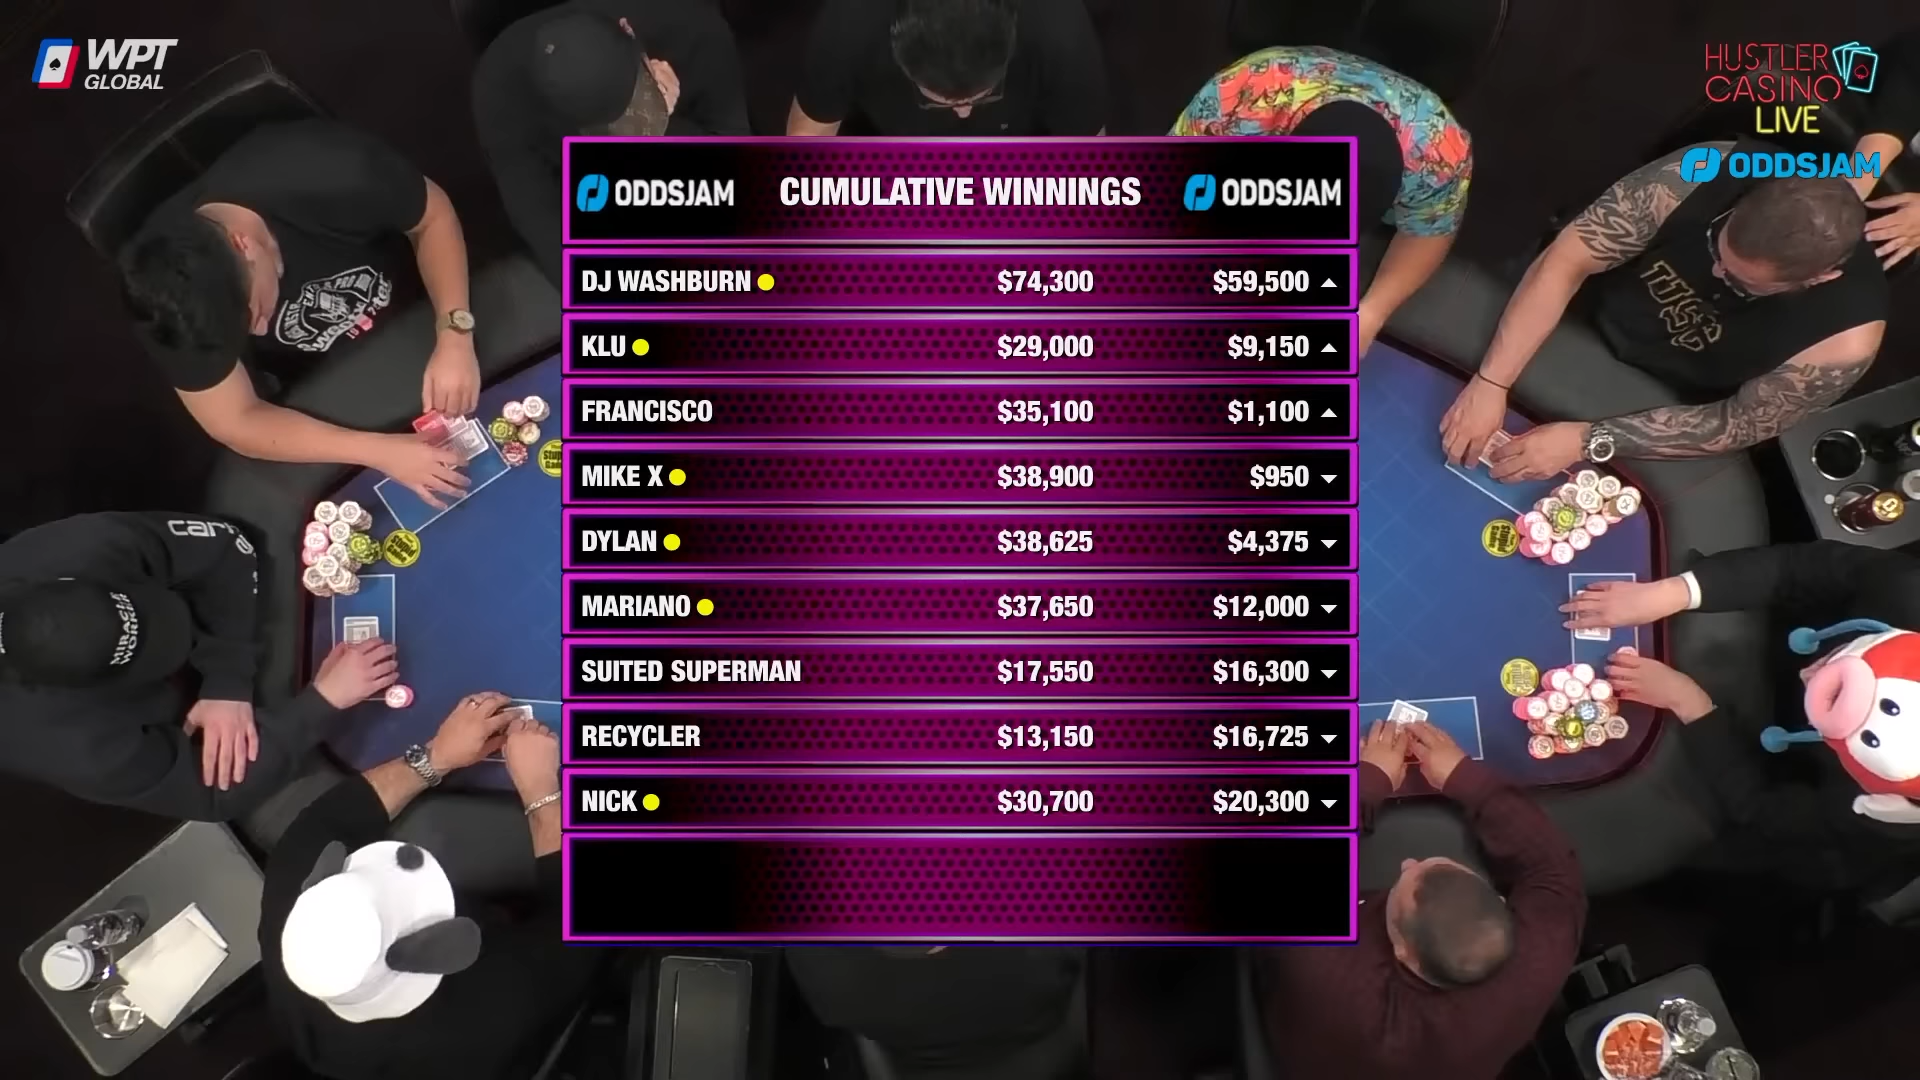 WPT
GLOBAL
HUSTLER
CASINO
LIVE
ODDSJAM
ODDSJAM CUMULATIVE WINNINGS ODDSJAM
DJ WASHBURN $74,300 $59,500
KLU $29,000 $9,150
FRANCISCO $35,100 $1,100
MIKE X $38,900 $950
DYLAN $38,625 $4,375
MARIANO $37,650 $12,000
SUITED SUPERMAN $17,550 $16,300
RECYCLER $13,150 $16,725
NICK $30,700 $20,300
MIRACLE
WORKER